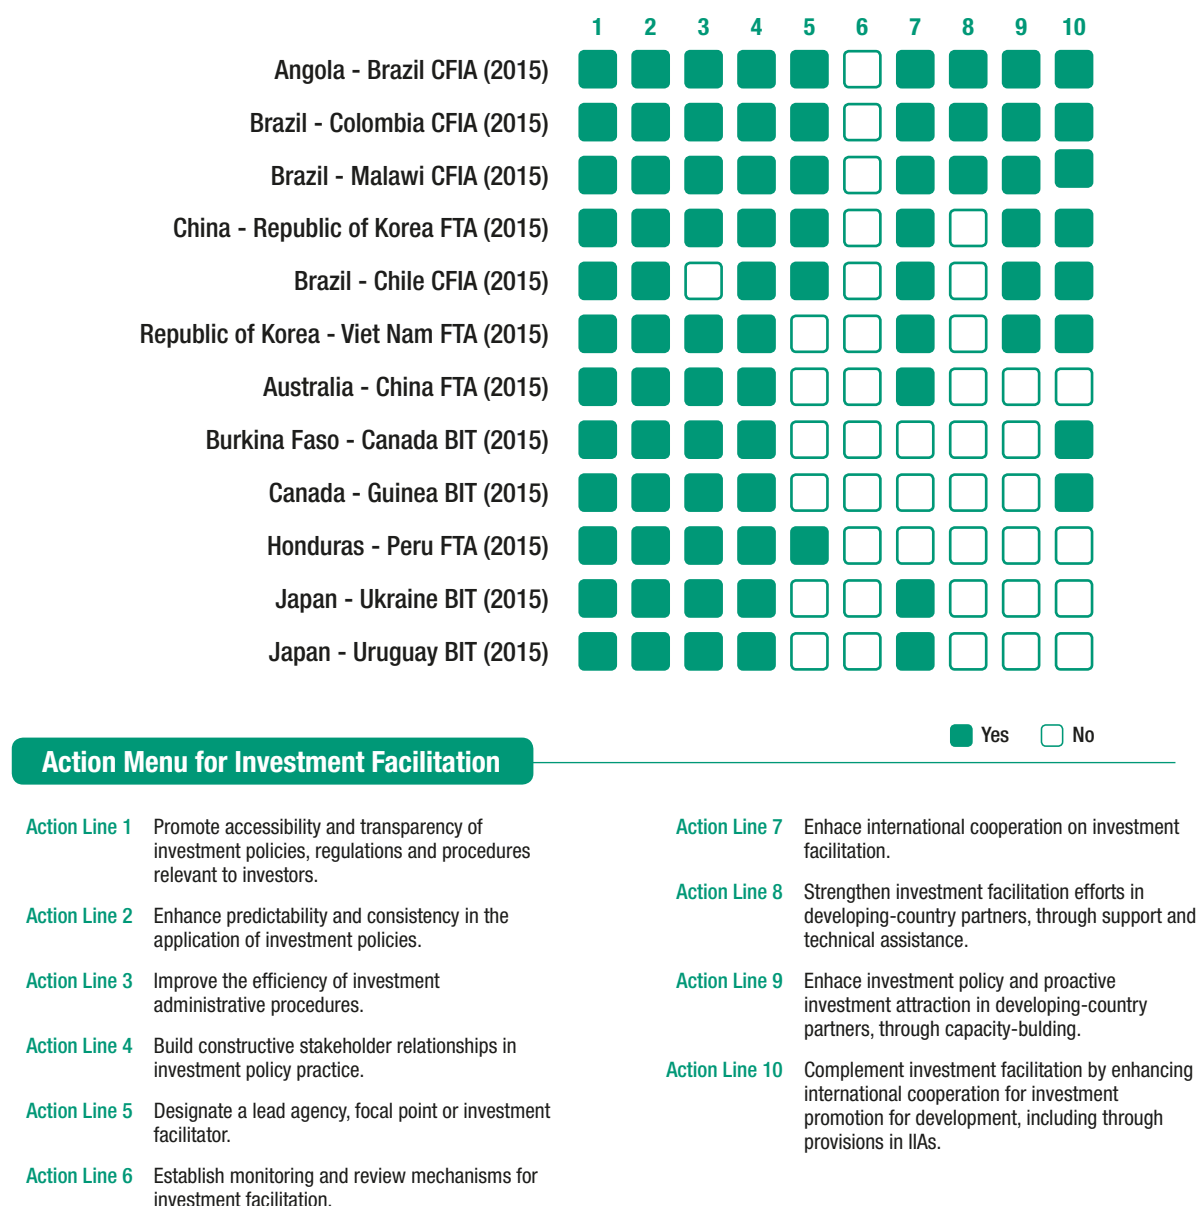 1 2 3 4 5 6 7 8 9 10
Angola - Brazil CFIA (2015)
Brazil - Colombia CFIA (2015)
Brazil - Malawi CFIA (2015)
China - Republic of Korea FTA (2015)
Brazil - Chile CFIA (2015)
Republic of Korea - Viet Nam FTA (2015)
Australia - China FTA (2015)
Burkina Faso - Canada BIT (2015)
Canada - Guinea BIT (2015)
Honduras - Peru FTA (2015)
Japan - Ukraine BIT (2015)
Japan - Uruguay BIT (2015)
Yes No
Action Menu for Investment Facilitation
Action Line 1 Promote accessibility and transparency of
investment policies, regulations and procedures
relevant to investors.
Action Line 2 Enhance predictability and consistency in the
application of investment policies.
Action Line 3 Improve the efficiency of investment
administrative procedures.
Action Line 4 Build constructive stakeholder relationships in
investment policy practice.
Action Line 5 Designate a lead agency, focal point or investment
facilitator.
Action Line 6 Establish monitoring and review mechanisms for
investment facilitation.
Action Line 7 Enhace international cooperation on investment
facilitation.
Action Line 8 Strengthen investment facilitation efforts in
developing-country partners, through support and
technical assistance.
Action Line 9 Enhace investment policy and proactive
investment attraction in developing-country
partners, through capacity-bulding.
Action Line 10 Complement investment facilitation by enhancing
international cooperation for investment
promotion for development, including through
provisions in IIAs.